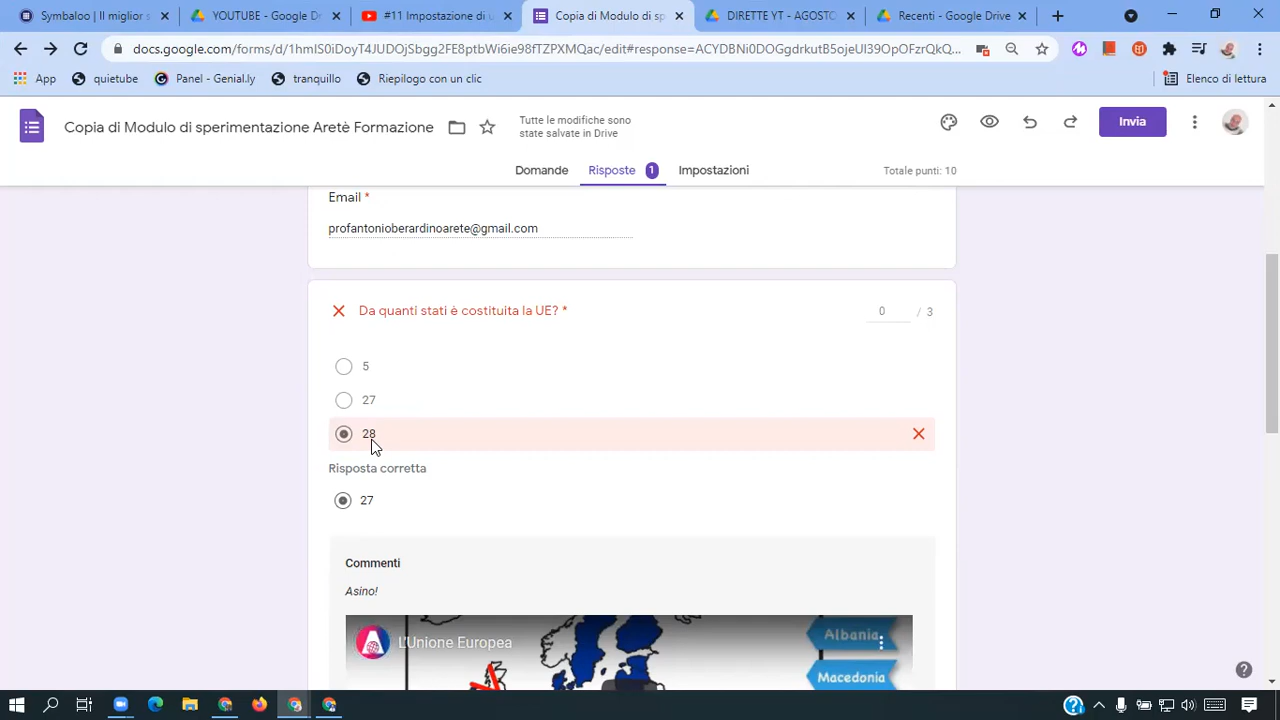 Symbaloo | Il miglior s
YOUTUBE - Google D
#11 Impostazione di u
Copia di Modulo di sp
DIRETTE YT - AGOSTO
Recenti - Google Drive
docs.google.com/forms/d/1hmIS0iDoyT4JUDOjSbgg2FE8ptbWi6ie98fTZPXMQac/edit#response=ACYDBNi0DOGgdrkutB5ojeUl39OpOFzrQkQ...
App
quietube
Panel - Genial.ly
tranquillo
Riepilogo con un clic
Elenco di lettura
Copia di Modulo di sperimentazione Aretè Formazione
Tutte le modifiche sono
state salvate in Drive
Invia
Domande
Risposte 1
Impostazioni
Totale punti: 10
Email *
profantonioberardinoarete@gmail.com
Da quanti stati è costituita la UE? *
0 / 3
5
27
28
Risposta corretta
27
Commenti
Asino!
L'Unione Europea
Albania
Macedonia